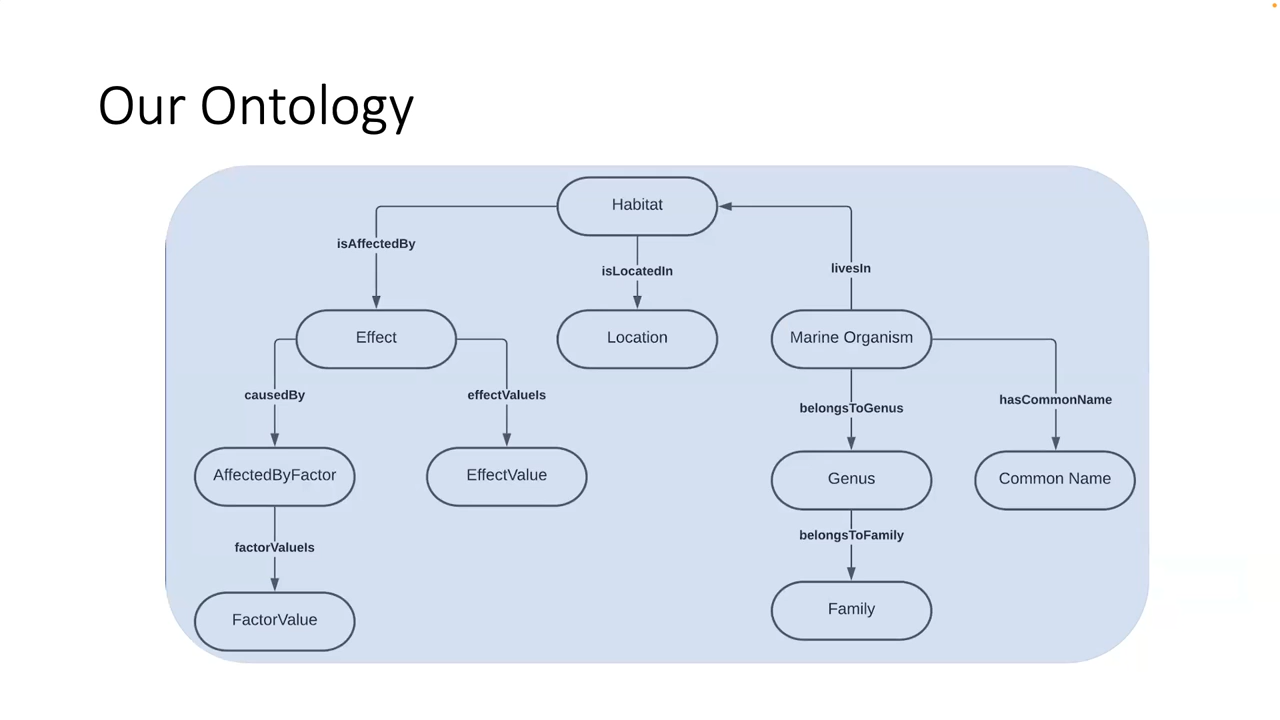 Our Ontology
Habitat
isAffectedBy
isLocatedIn
livesIn
Effect
Location
Marine Organism
causedBy
effectValueIs
belongsToGenus
hasCommonName
AffectedByFactor
EffectValue
Genus
Common Name
factorValueIs
belongsToFamily
FactorValue
Family